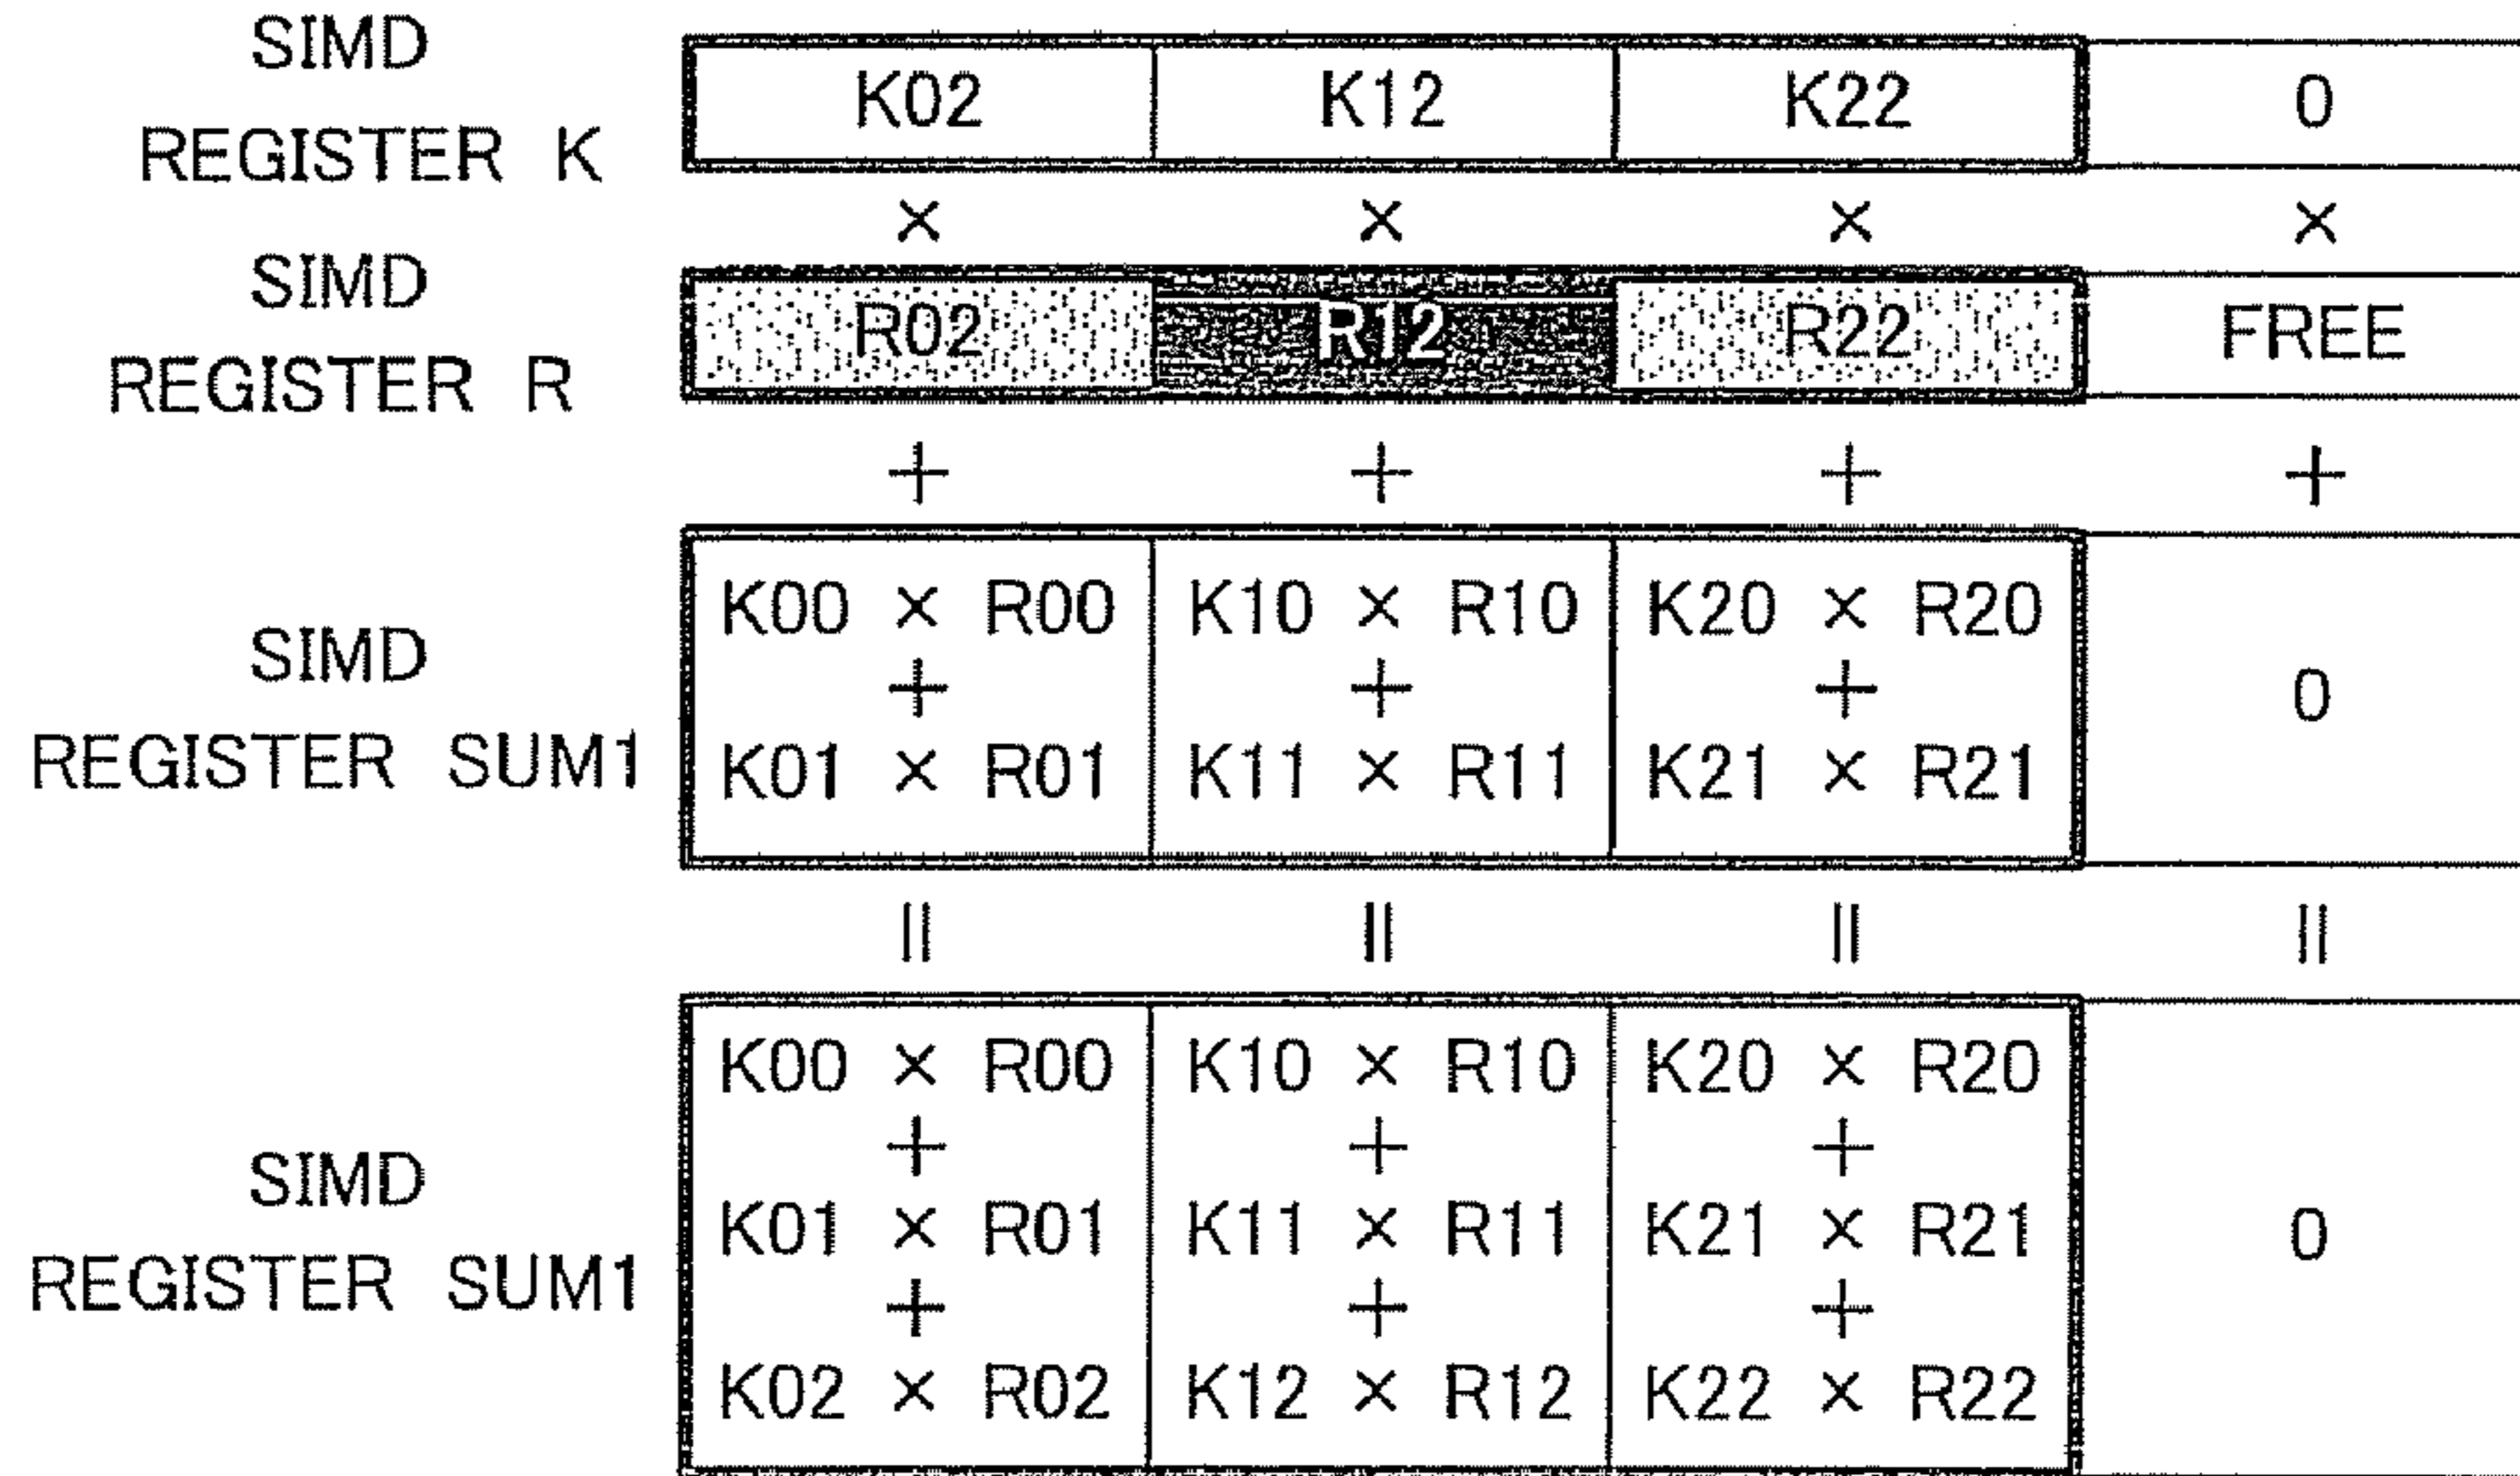 SIMD
REGISTER K K02 K12 K22 0
× × × ×
SIMD
REGISTER R R02 R12 R22 FREE
+ + + +
SIMD
REGISTER SUM1
K00 × R00 K10 × R10 K20 × R20
+ + + 0
K01 × R01 K11 × R11 K21 × R21
= = = =
SIMD
REGISTER SUM1
K00 × R00 K10 × R10 K20 × R20
+ + +
K01 × R01 K11 × R11 K21 × R21 0
+ + +
K02 × R02 K12 × R12 K22 × R22